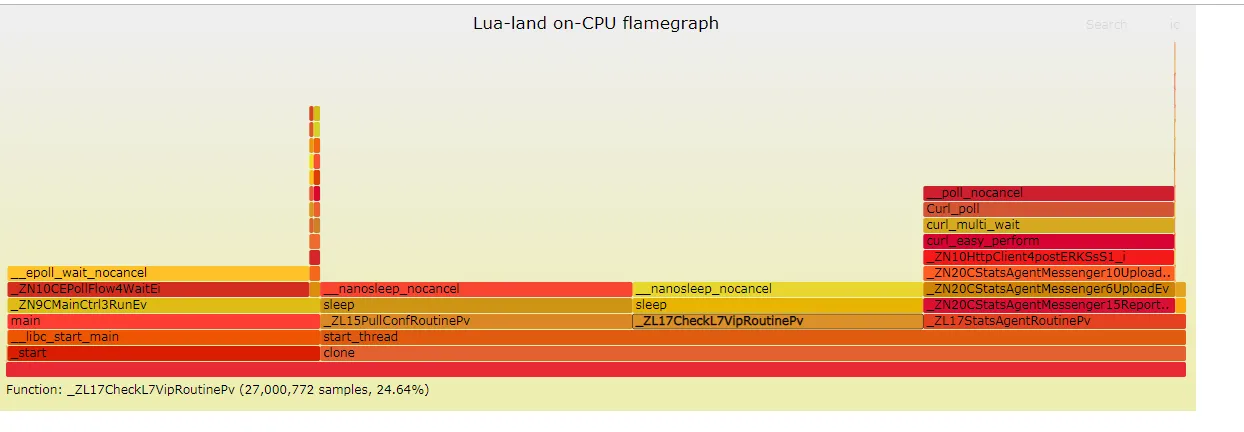 Lua-land on-CPU flamegraph
Search
ic
__poll_nocancel
Curl_poll
curl_multi_wait
curl_easy_perform
_ZN10HttpClient4postERKSsS1_i
__epoll_wait_nocancel
_ZN20CStatsAgentMessenger10Upload..
_ZN10CEPollFlow4WaitEi
__nanosleep_nocancel
__nanosleep_nocancel
_ZN20CStatsAgentMessenger6UploadEv
_ZN9CMainCtrl3RunEv
sleep
sleep
_ZN20CStatsAgentMessenger15Report..
main
_ZL15PullConfRoutinePv
_ZL17CheckL7VipRoutinePv
_ZL17StatsAgentRoutinePv
__libc_start_main
start_thread
_start
clone
Function: _ZL17CheckL7VipRoutinePv (27,000,772 samples, 24.64%)